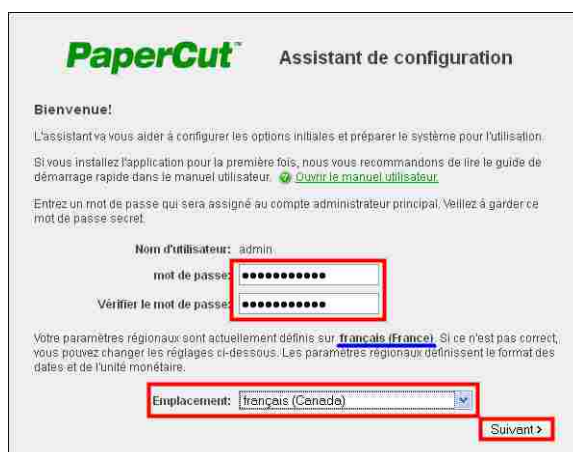 PaperCut™ Assistant de configuration
Bienvenue!
L'assistant va vous aider à configurer les options initiales et préparer le système pour l'utilisation.
Si vous installez l'application pour la première fois, nous vous recommandons de lire le guide de
démarrage rapide dans le manuel utilisateur. Ouvrir le manuel utilisateur.
Entrez un mot de passe qui sera assigné au compte administrateur principal. Veillez à garder ce
mot de passe secret.
Nom d'utilisateur: admin
mot de passe: •••••••••••
Vérifier le mot de passe: •••••••••••
Votre paramètres régionaux sont actuellement définis sur français (France). Si ce n'est pas correct,
vous pouvez changer les réglages ci-dessous. Les paramètres régionaux définissent le format des
dates et de l'unité monétaire.
Emplacement: français (Canada)
Suivant >